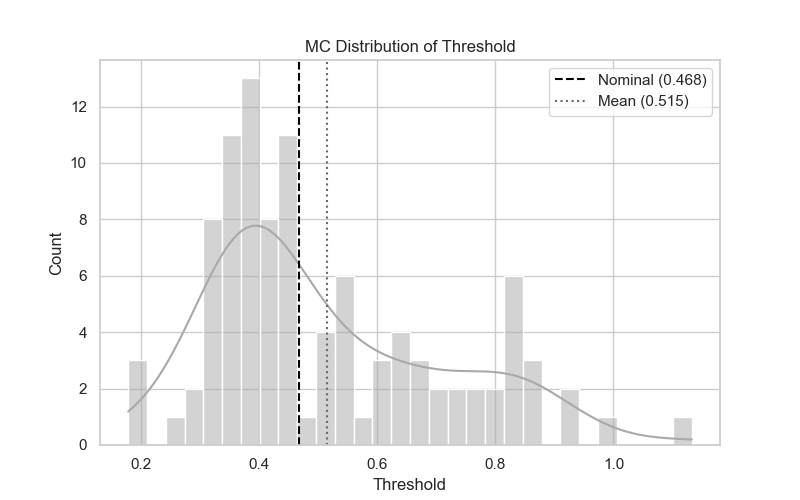 MC Distribution of Threshold
Nominal (0.468)
Mean (0.515)
Count
12
10
8
6
4
2
0
0.2 0.4 0.6 0.8 1.0
Threshold